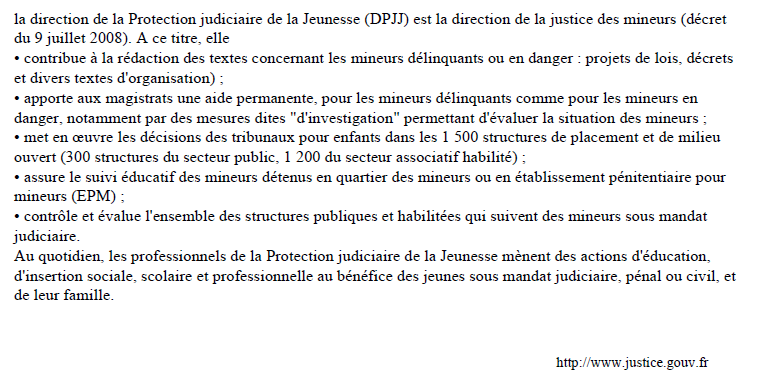 la direction de la Protection judiciaire de la Jeunesse (DPJJ) est la direction de la justice des mineurs (décret
du 9 juillet 2008). A ce titre, elle
• contribue à la rédaction des textes concernant les mineurs délinquants ou en danger : projets de lois, décrets
et divers textes d'organisation) ;
• apporte aux magistrats une aide permanente, pour les mineurs délinquants comme pour les mineurs en
danger, notamment par des mesures dites "d'investigation" permettant d'évaluer la situation des mineurs ;
• met en œuvre les décisions des tribunaux pour enfants dans les 1 500 structures de placement et de milieu
ouvert (300 structures du secteur public, 1 200 du secteur associatif habilité) ;
• assure le suivi éducatif des mineurs détenus en quartier des mineurs ou en établissement pénitentiaire pour
mineurs (EPM) ;
• contrôle et évalue l'ensemble des structures publiques et habilitées qui suivent des mineurs sous mandat
judiciaire.
Au quotidien, les professionnels de la Protection judiciaire de la Jeunesse mènent des actions d'éducation,
d'insertion sociale, scolaire et professionnelle au bénéfice des jeunes sous mandat judiciaire, pénal ou civil, et
de leur famille.
http://www.justice.gouv.fr